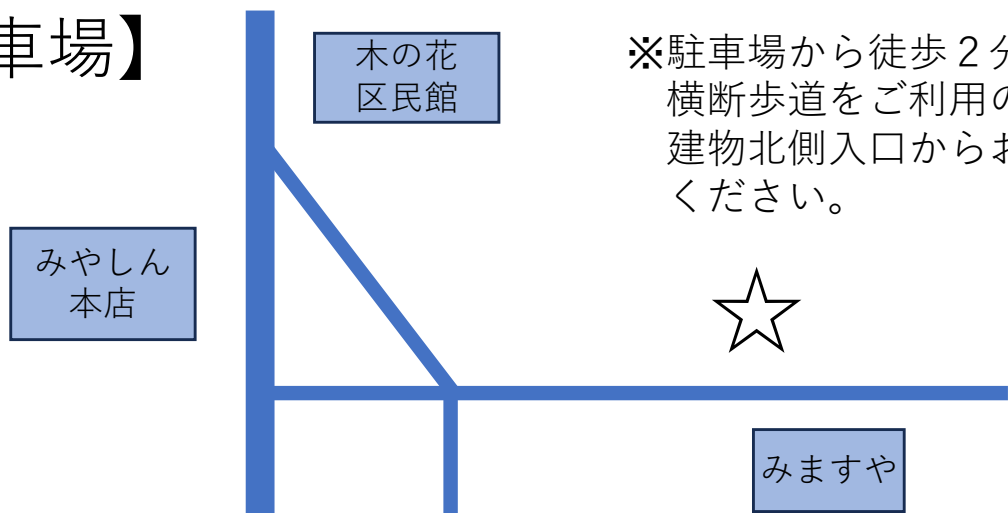 車場】
木の花
区民館
※駐車場から徒歩２分
横断歩道をご利用の
建物北側入口からお
ください。
みやしん
本店
みますや